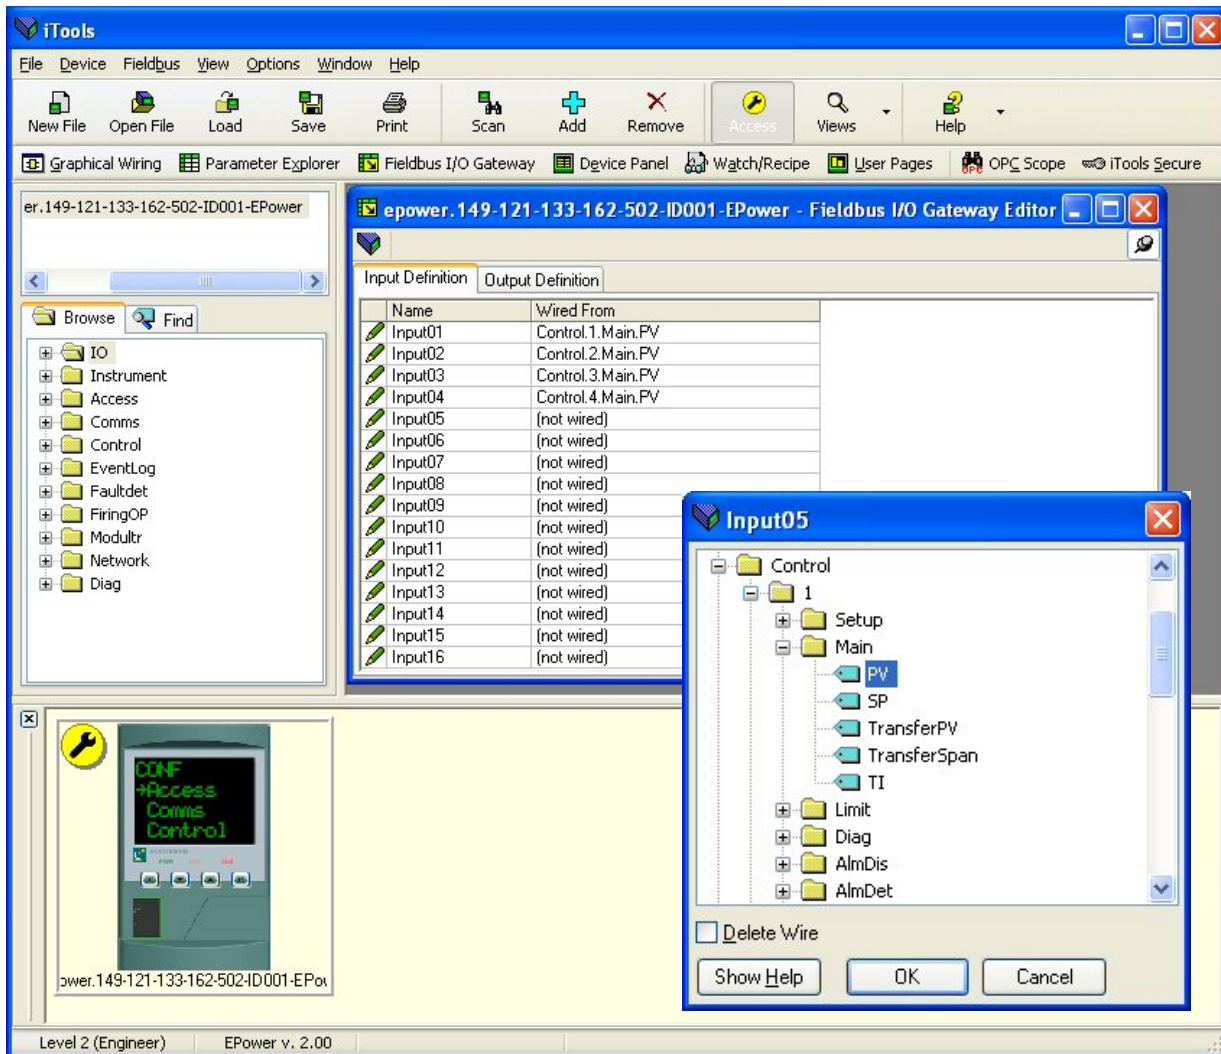 iTools
File Device Fieldbus View Options Window Help
New File Open File Load Save Print Scan Add Remove Access Views Help
Graphical Wiring Parameter Explorer Fieldbus I/O Gateway Device Panel Watch/Recipe User Pages OPC Scope iTools Secure
er.149-121-133-162-502-ID001-EPower
Browse Find
IO
Instrument
Access
Comms
Control
EventLog
Faultdet
FiringOP
Modultr
Network
Diag
epower.149-121-133-162-502-ID001-EPower - Fieldbus I/O Gateway Editor
Input Definition Output Definition
Name Wired From
Input01 Control.1.Main.PV
Input02 Control.2.Main.PV
Input03 Control.3.Main.PV
Input04 Control.4.Main.PV
Input05 (not wired)
Input06 (not wired)
Input07 (not wired)
Input08 (not wired)
Input09 (not wired)
Input10 (not wired)
Input11 (not wired)
Input12 (not wired)
Input13 (not wired)
Input14 (not wired)
Input15 (not wired)
Input16 (not wired)
Input05
Control
1
Setup
Main
PV
SP
TransferPV
TransferSpan
TI
Limit
Diag
AlmDis
AlmDet
Delete Wire
Show Help OK Cancel
CONF
→Access
Comms
Control
ower.149-121-133-162-502-ID001-EPow
Level 2 (Engineer) EPower v. 2.00